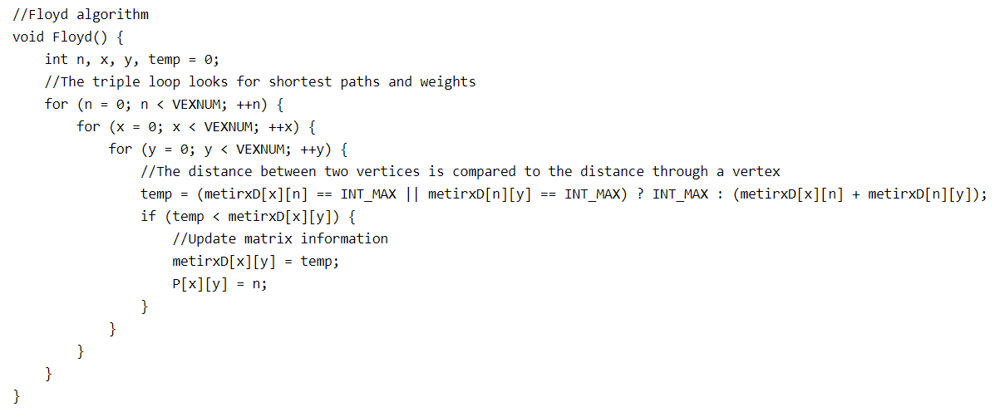 //Floyd algorithm
void Floyd() {
    int n, x, y, temp = 0;
    //The triple loop looks for shortest paths and weights
    for (n = 0; n < VEXNUM; ++n) {
        for (x = 0; x < VEXNUM; ++x) {
            for (y = 0; y < VEXNUM; ++y) {
                //The distance between two vertices is compared to the distance through a vertex
                temp = (metirxD[x][n] == INT_MAX || metirxD[n][y] == INT_MAX) ? INT_MAX : (metirxD[x][n] + metirxD[n][y]);
                if (temp < metirxD[x][y]) {
                    //Update matrix information
                    metirxD[x][y] = temp;
                    P[x][y] = n;
                }
            }
        }
    }
}